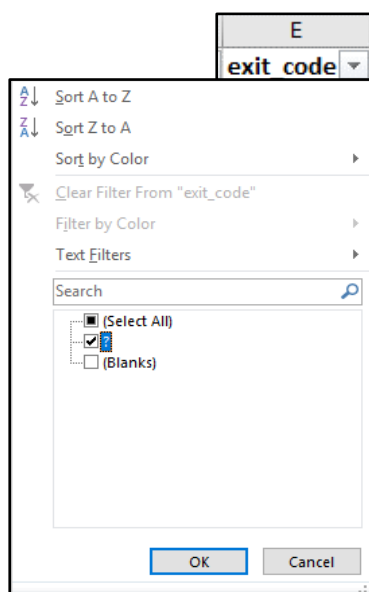 E
exit_code
Sort A to Z
Sort Z to A
Sort by Color
Clear Filter From "exit_code"
Filter by Color
Text Filters
Search
(Select All)
?
(Blanks)
OK
Cancel